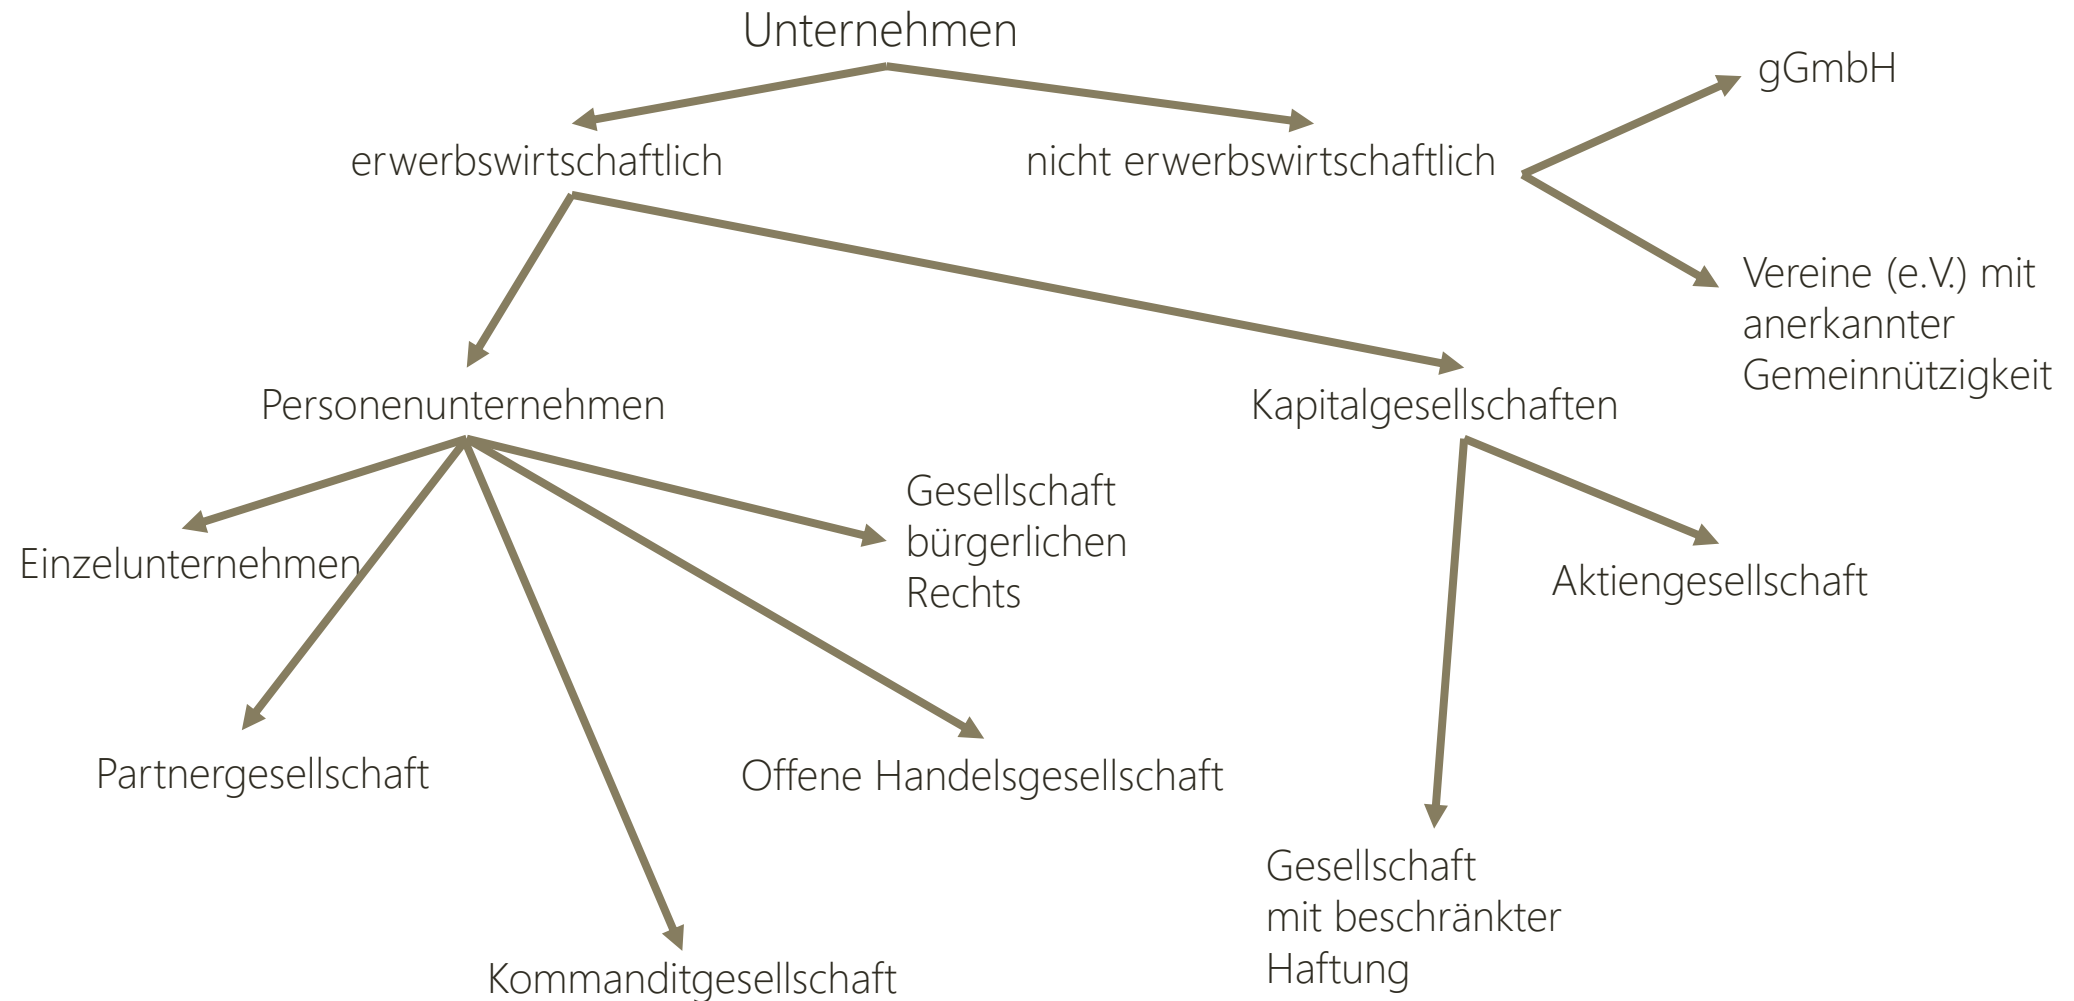 Unternehmen
gGmbH
erwerbswirtschaftlich
nicht erwerbswirtschaftlich
Vereine (e.V.) mit
anerkannter
Gemeinnützigkeit
Personenunternehmen
Kapitalgesellschaften
Gesellschaft
bürgerlichen
Rechts
Einzelunternehmen
Aktiengesellschaft
Partnergesellschaft
Offene Handelsgesellschaft
Gesellschaft
mit beschränkter
Haftung
Kommanditgesellschaft